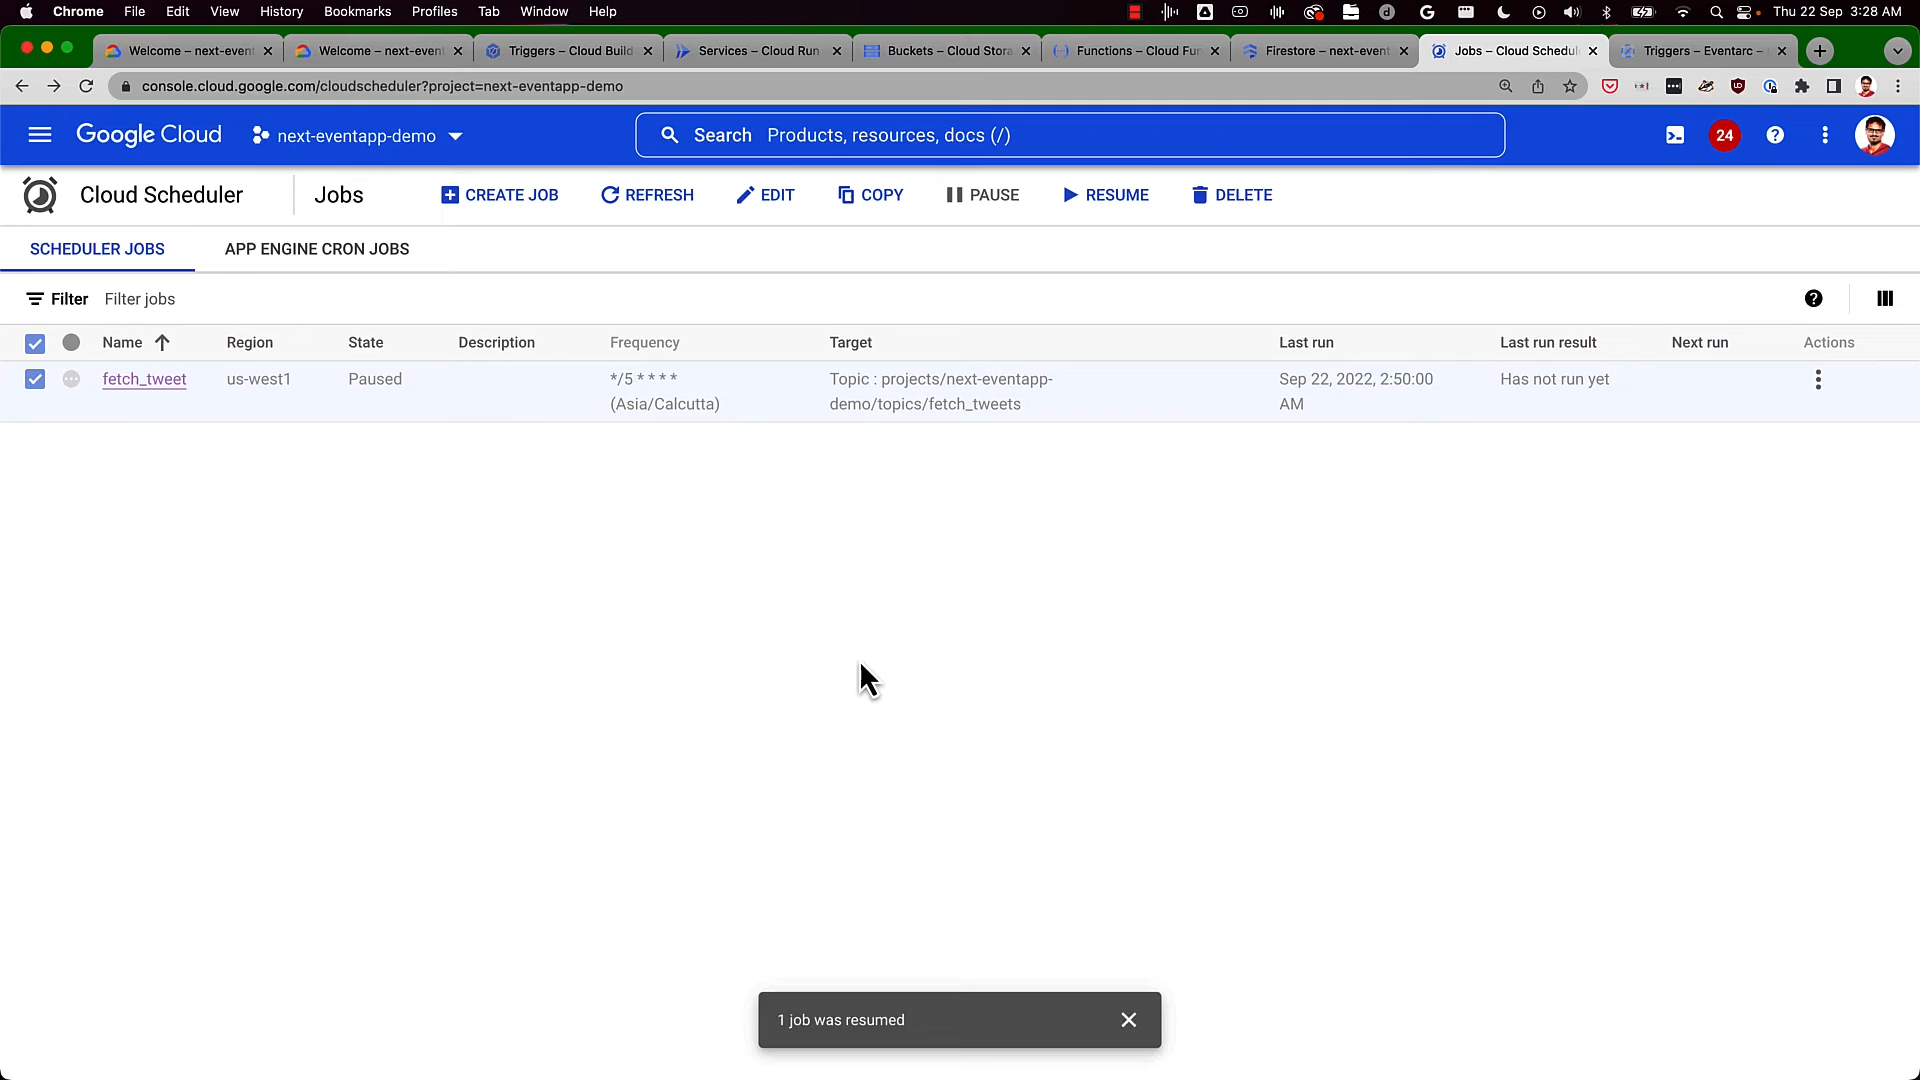 Chrome File Edit View History Bookmarks Profiles Tab Window Help Thu 22 Sep 3:28 AM
Welcome – next-event Welcome – next-event Triggers – Cloud Build Services – Cloud Run Buckets – Cloud Stora Functions – Cloud Fun Firestore – next-event Jobs – Cloud Schedul Triggers – Eventarc –
console.cloud.google.com/cloudscheduler?project=next-eventapp-demo
Google Cloud next-eventapp-demo Search Products, resources, docs (/) 24
Cloud Scheduler Jobs CREATE JOB REFRESH EDIT COPY PAUSE RESUME DELETE
SCHEDULER JOBS APP ENGINE CRON JOBS
Filter Filter jobs
Name Region State Description Frequency Target Last run Last run result Next run Actions
fetch_tweet us-west1 Paused */5 * * * * Topic : projects/next-eventapp- Sep 22, 2022, 2:50:00 Has not run yet
(Asia/Calcutta) demo/topics/fetch_tweets AM
1 job was resumed